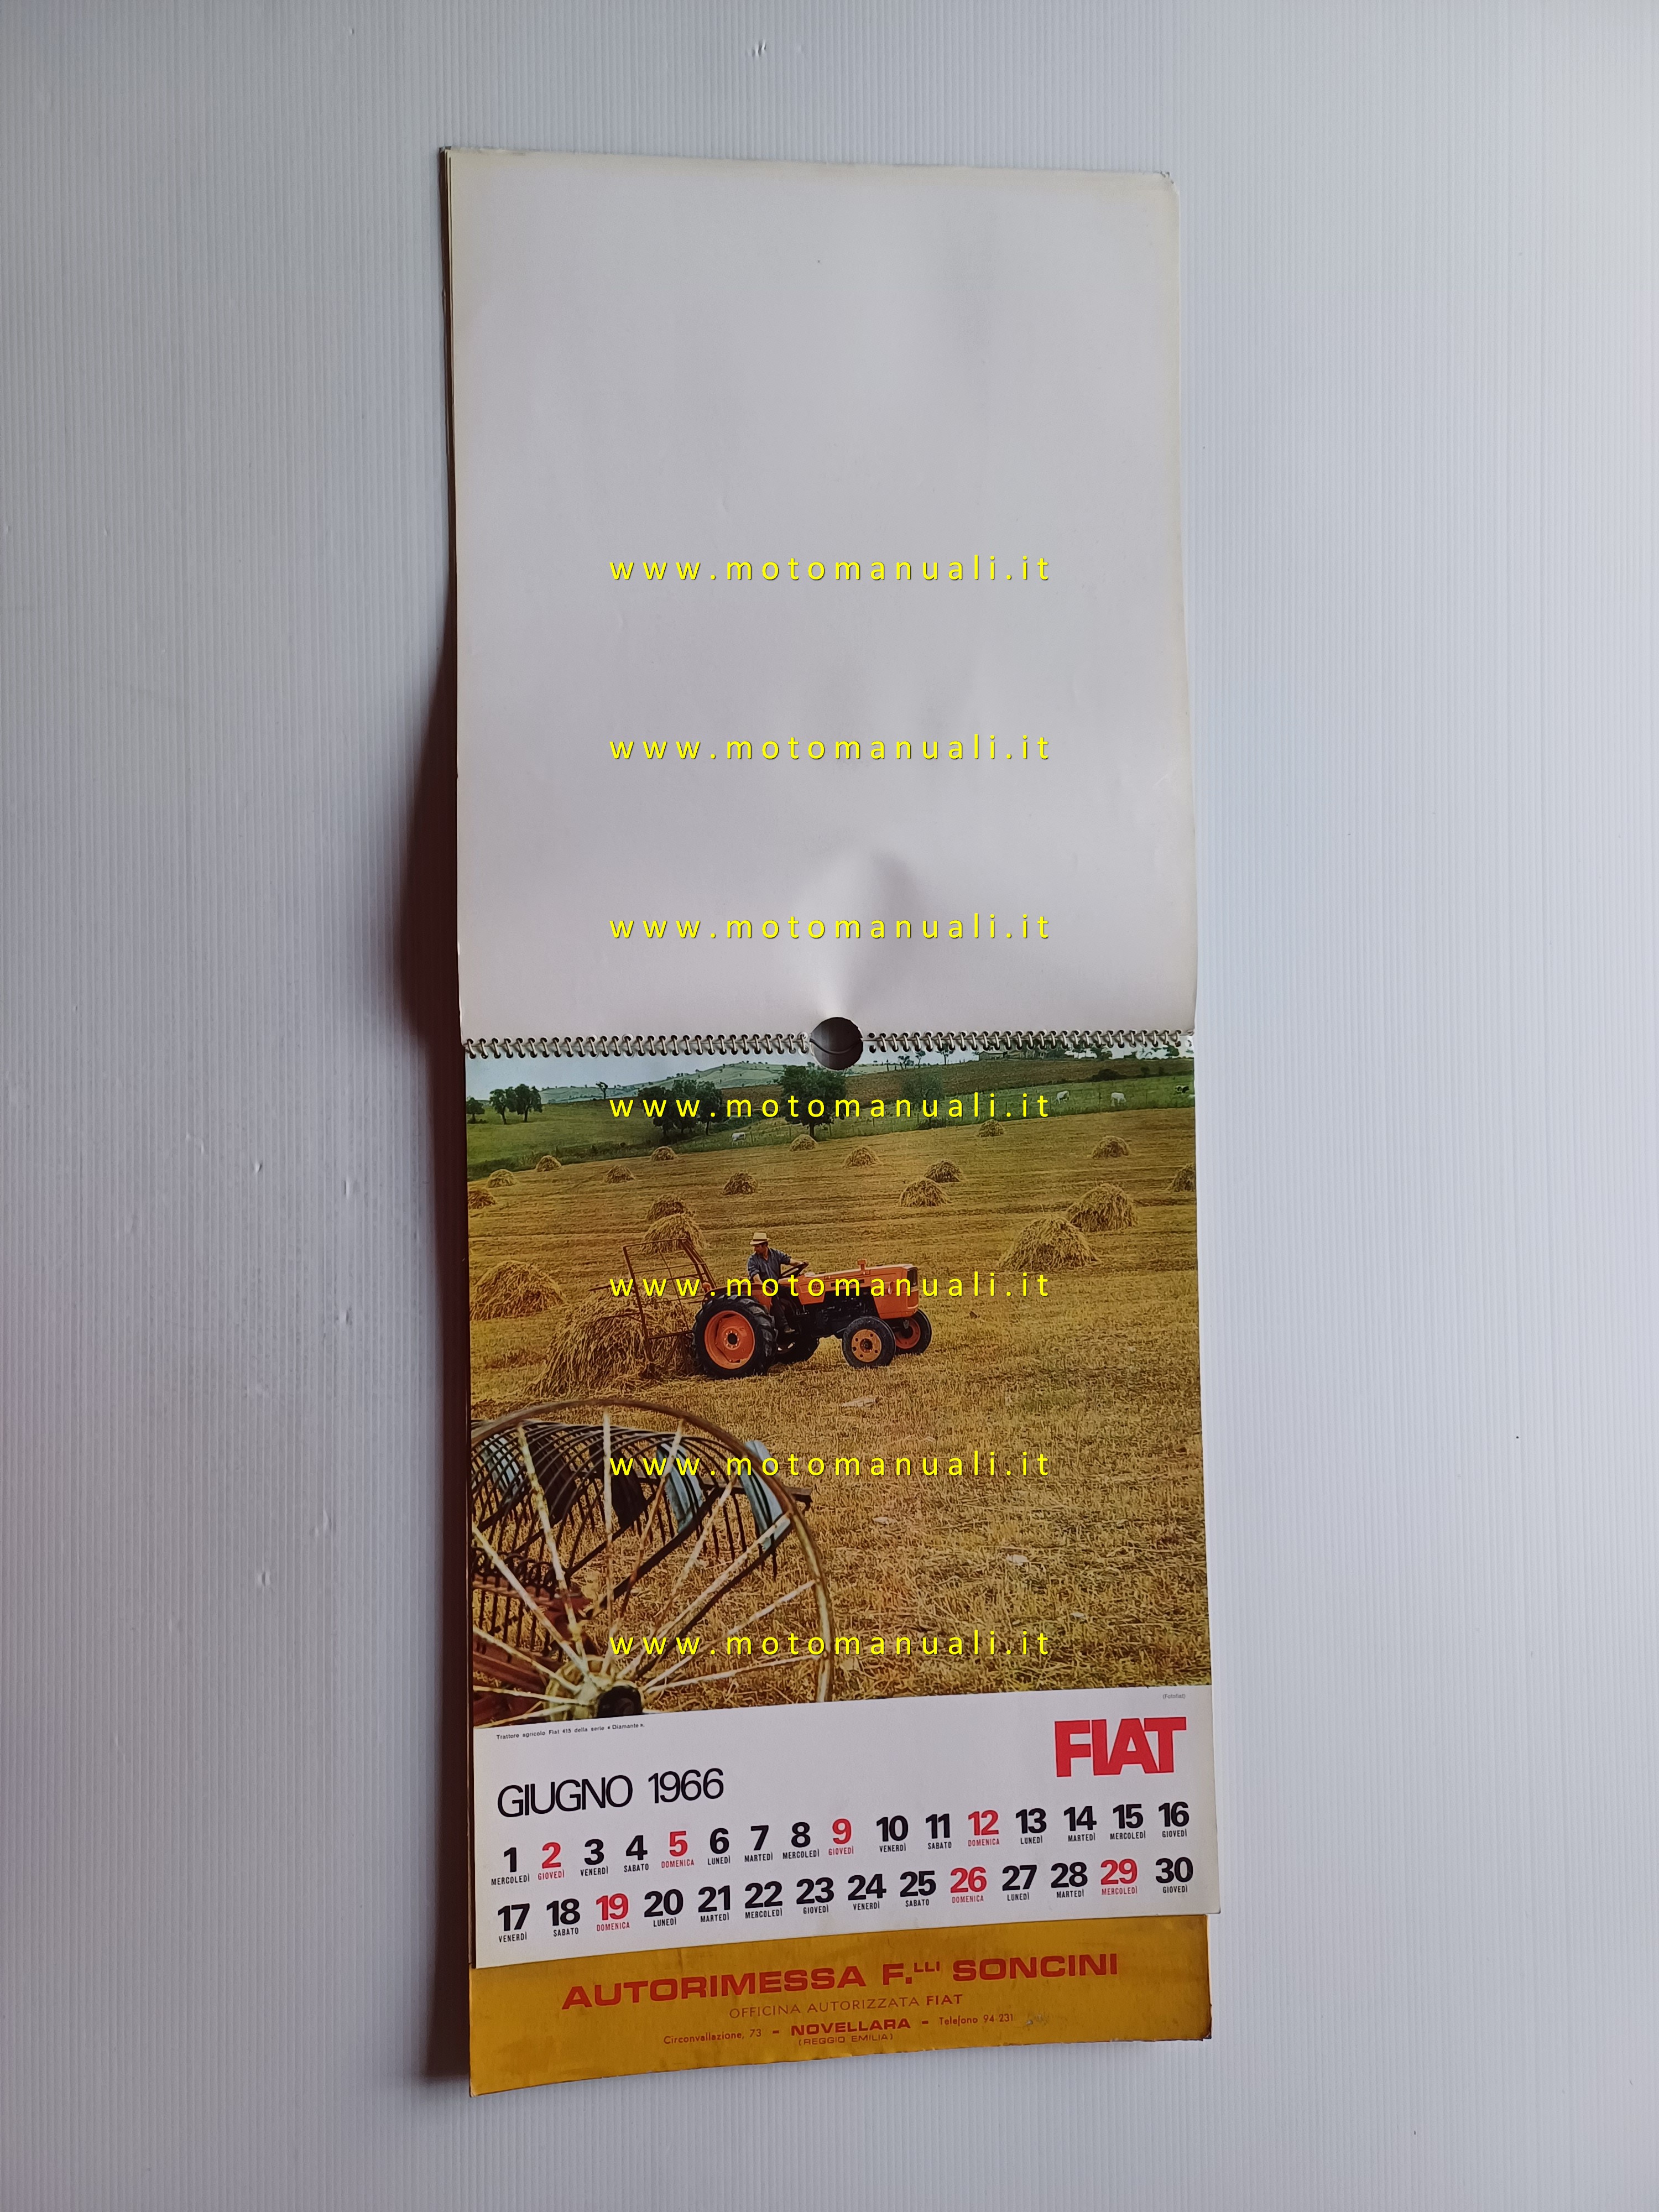 www.motomanuali.it
www.motomanuali.it
www.motomanuali.it
www.motomanuali.it
www.motomanuali.it
www.motomanuali.it
www.motomanuali.it
(Fotofiat)
Trattore agricolo Fiat 415 della serie « Diamante ».
FIAT
GIUGNO 1966
1 2 3 4 5 6 7 8 9 10 11 12 13 14 15 16
MERCOLEDÌ GIOVEDÌ VENERDÌ SABATO DOMENICA LUNEDÌ MARTEDÌ MERCOLEDÌ GIOVEDÌ VENERDÌ SABATO DOMENICA LUNEDÌ MARTEDÌ MERCOLEDÌ GIOVEDÌ
17 18 19 20 21 22 23 24 25 26 27 28 29 30
VENERDÌ SABATO DOMENICA LUNEDÌ MARTEDÌ MERCOLEDÌ GIOVEDÌ VENERDÌ SABATO DOMENICA LUNEDÌ MARTEDÌ MERCOLEDÌ GIOVEDÌ
AUTORIMESSA F.LLI SONCINI
OFFICINA AUTORIZZATA FIAT
Circonvallazione, 73 - NOVELLARA - Telefono 94 231
(REGGIO EMILIA)